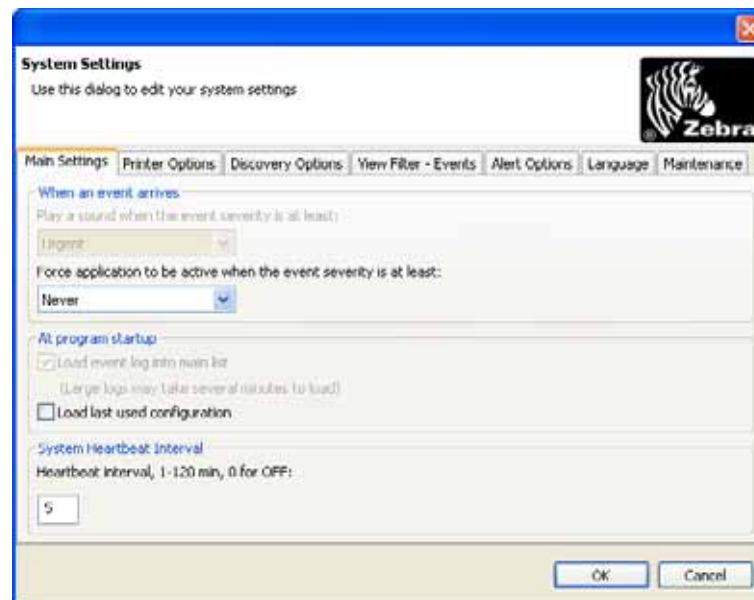 System Settings
Use this dialog to edit your system settings
Zebra
Main Settings Printer Options Discovery Options View Filter - Events Alert Options Language Maintenance
When an event arrives
Play a sound when the event severity is at least:
Urgent
Force application to be active when the event severity is at least:
Never
At program startup
Load event log into main list
(Large logs may take several minutes to load)
Load last used configuration
System Heartbeat Interval
Heartbeat interval, 1-120 min, 0 for OFF:
5
OK Cancel